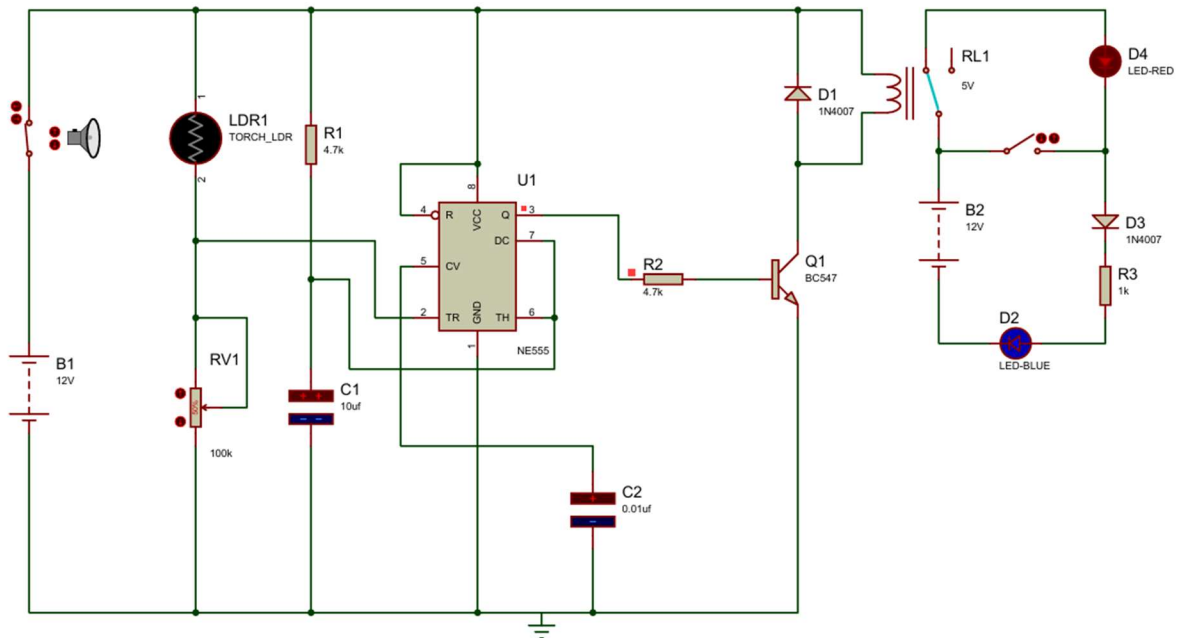 B1
12V
LDR1
TORCH_LDR
1
2
RV1
50%
100k
R1
4.7k
C1
10uf
U1
NE555
4
R
8
VCC
Q
3
DC
7
5
CV
2
TR
GND
1
TH
6
C2
0.01uf
R2
4.7k
Q1
BC547
D1
1N4007
RL1
5V
D4
LED-RED
B2
12V
D3
1N4007
R3
1k
D2
LED-BLUE